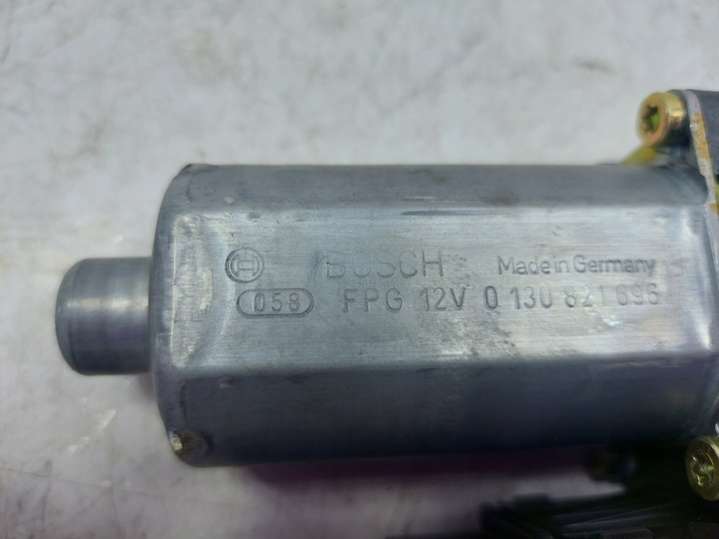 BOSCH Made in Germany
058 FPG 12V 0 130 821 696